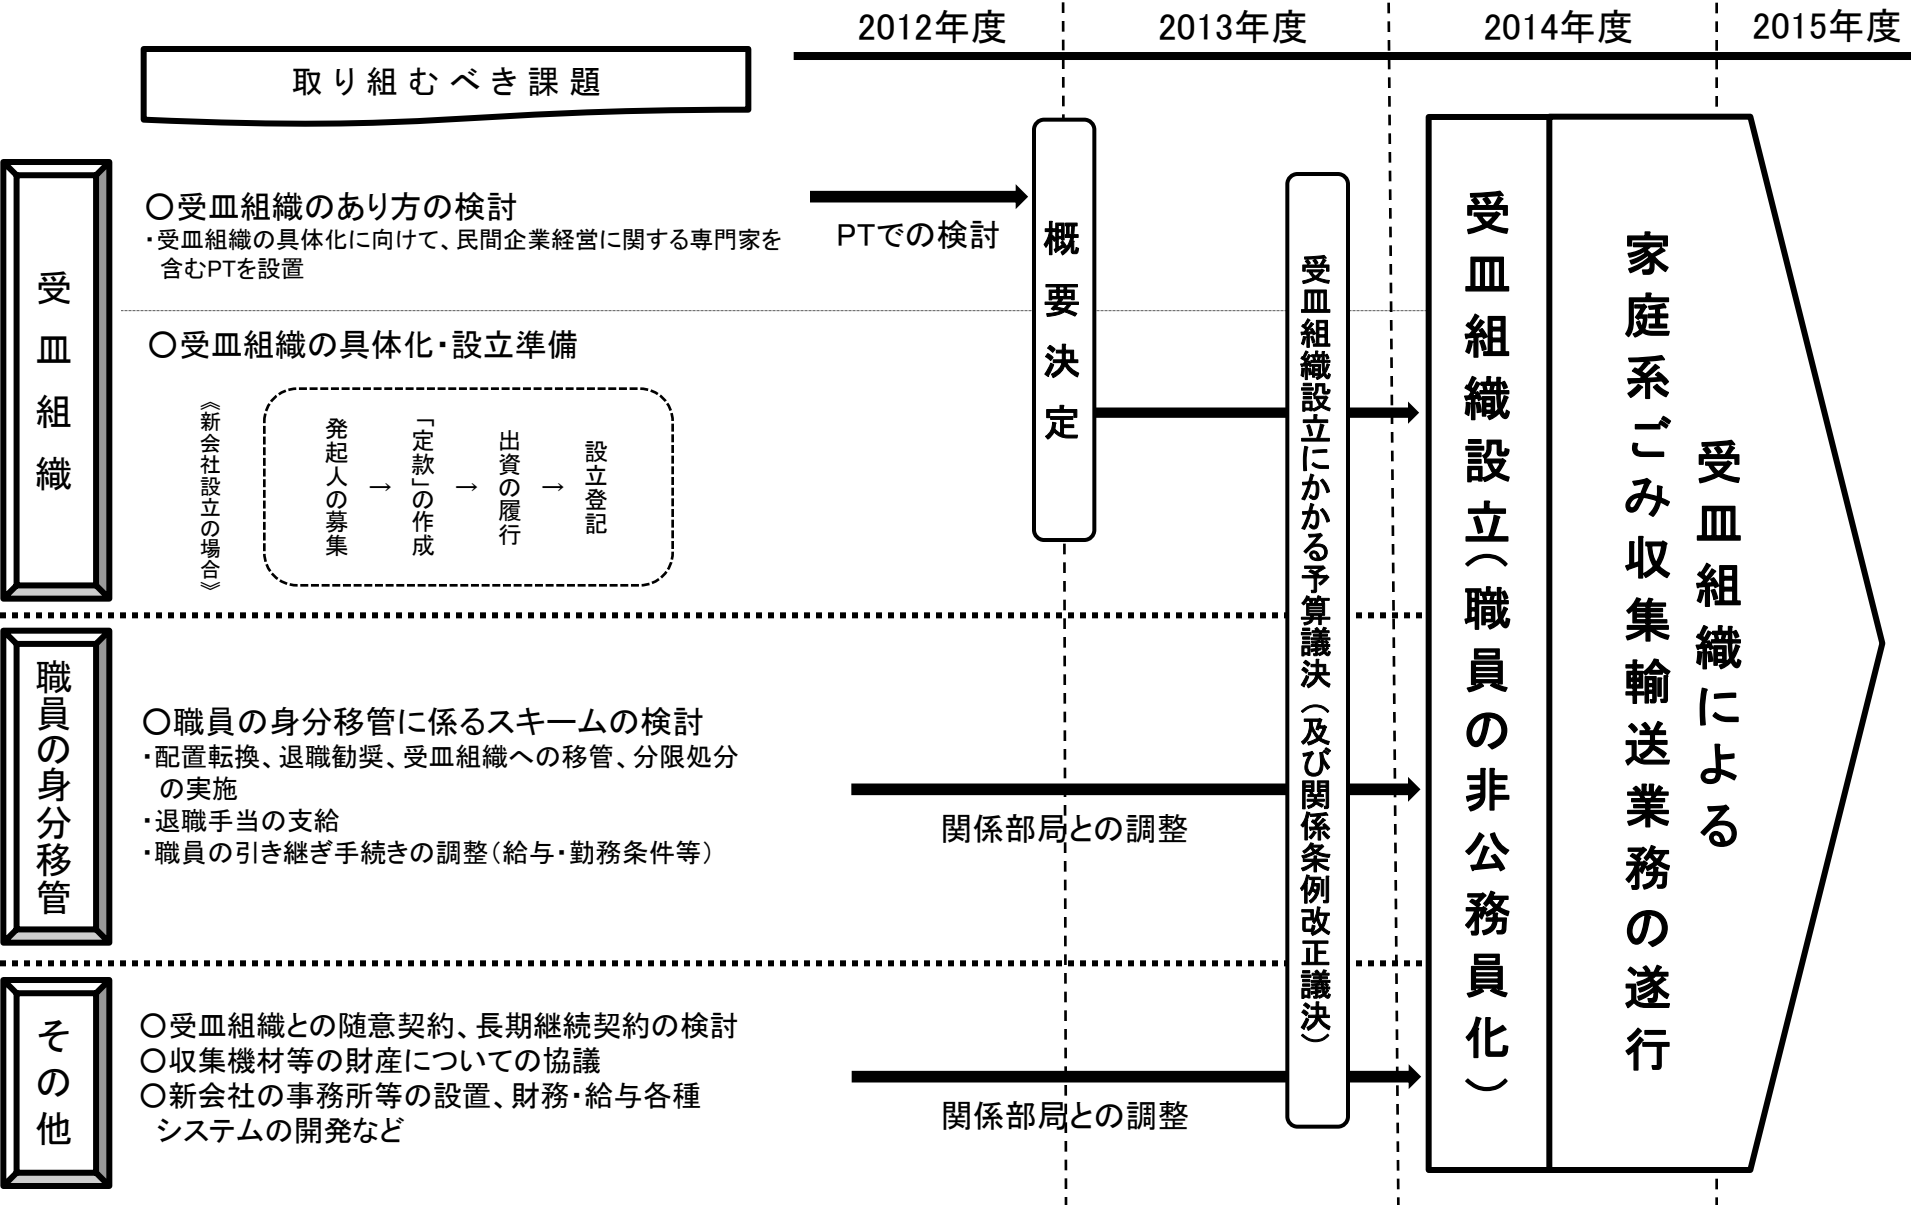 2012年度
2013年度
2014年度
2015年度
取り組むべき課題
受皿組織
○受皿組織のあり方の検討
・受皿組織の具体化に向けて、民間企業経営に関する専門家を
含むPTを設置
PTでの検討
○受皿組織の具体化・設立準備
《新会社設立の場合》
発起人の募集
→
「定款」の作成
→
出資の履行
→
設立登記
概要決定
受皿組織設立にかかる予算議決（及び関係条例改正議決）
受皿組織設立（職員の非公務員化）
受皿組織による
家庭系ごみ収集輸送業務の遂行
職員の身分移管
○職員の身分移管に係るスキームの検討
・配置転換、退職勧奨、受皿組織への移管、分限処分
の実施
・退職手当の支給
・職員の引き継ぎ手続きの調整（給与・勤務条件等）
関係部局との調整
その他
○受皿組織との随意契約、長期継続契約の検討
○収集機材等の財産についての協議
○新会社の事務所等の設置、財務・給与各種
システムの開発など
関係部局との調整